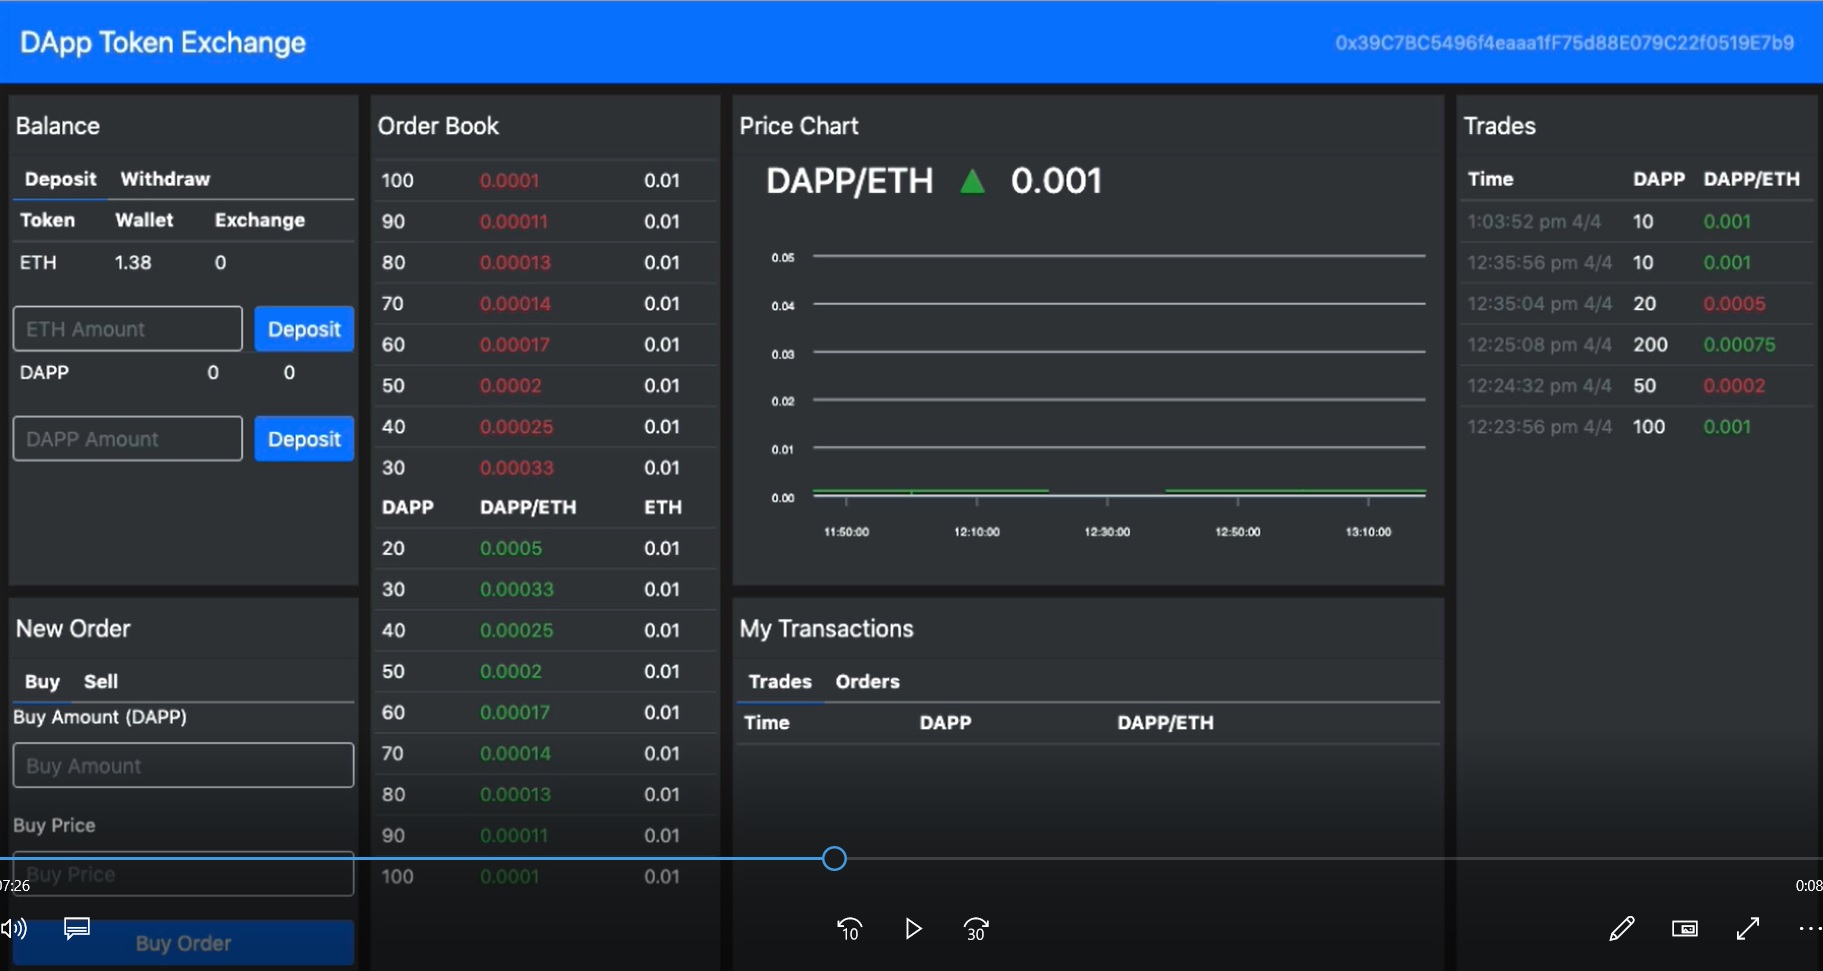 DApp Token Exchange
0x39C7BC5496f4eaaa1fF75d88E079C22f0519E7b9
Balance
Deposit Withdraw
Token Wallet Exchange
ETH 1.38 0
ETH Amount Deposit
DAPP 0 0
DAPP Amount Deposit
New Order
Buy Sell
Buy Amount (DAPP)
Buy Amount
Buy Price
Buy Price
Buy Order
Order Book
100 0.0001 0.01
90 0.00011 0.01
80 0.00013 0.01
70 0.00014 0.01
60 0.00017 0.01
50 0.0002 0.01
40 0.00025 0.01
30 0.00033 0.01
DAPP DAPP/ETH ETH
20 0.0005 0.01
30 0.00033 0.01
40 0.00025 0.01
50 0.0002 0.01
60 0.00017 0.01
70 0.00014 0.01
80 0.00013 0.01
90 0.00011 0.01
100 0.0001 0.01
Price Chart
DAPP/ETH ▲ 0.001
0.05
0.04
0.03
0.02
0.01
0.00
11:50:00 12:10:00 12:30:00 12:50:00 13:10:00
My Transactions
Trades Orders
Time DAPP DAPP/ETH
Trades
Time DAPP DAPP/ETH
1:03:52 pm 4/4 10 0.001
12:35:56 pm 4/4 10 0.001
12:35:04 pm 4/4 20 0.0005
12:25:08 pm 4/4 200 0.00075
12:24:32 pm 4/4 50 0.0002
12:23:56 pm 4/4 100 0.001
07:26
0:08
10
30